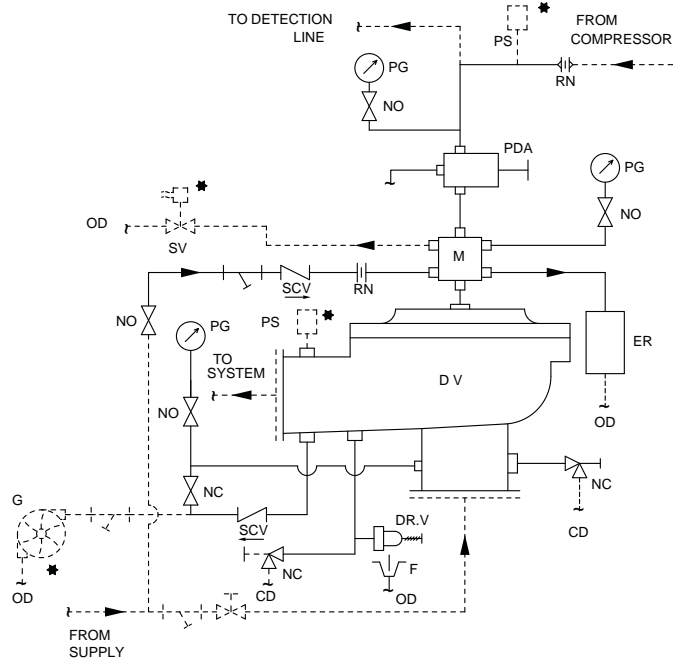 TO DETECTION
LINE
PS
FROM
COMPRESSOR
RN
PG
NO
PDA
PG
NO
OD
SV
M
SCV
RN
NO
PG
PS
TO
SYSTEM
D V
ER
OD
NO
NC
NC
CD
G
SCV
DR.V
NC
F
CD
OD
OD
FROM
SUPPLY